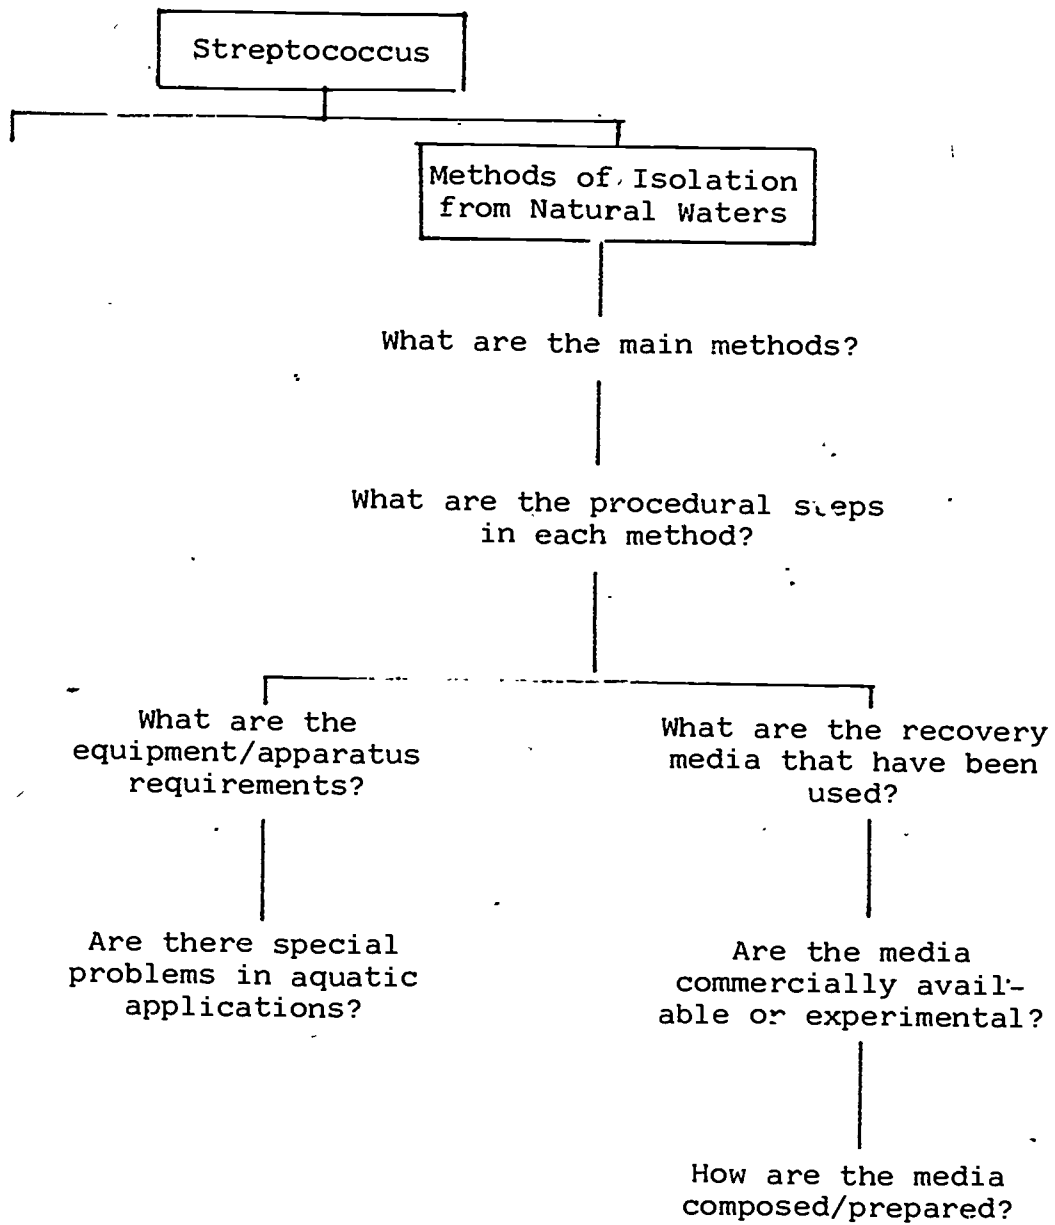 Streptococcus
Methods of Isolation
from Natural Waters
What are the main methods?
What are the procedural steps
in each method?
What are the
equipment/apparatus
requirements?
Are there special
problems in aquatic
applications?
What are the recovery
media that have been
used?
Are the media
commercially avail-
able or experimental?
How are the media
composed/prepared?